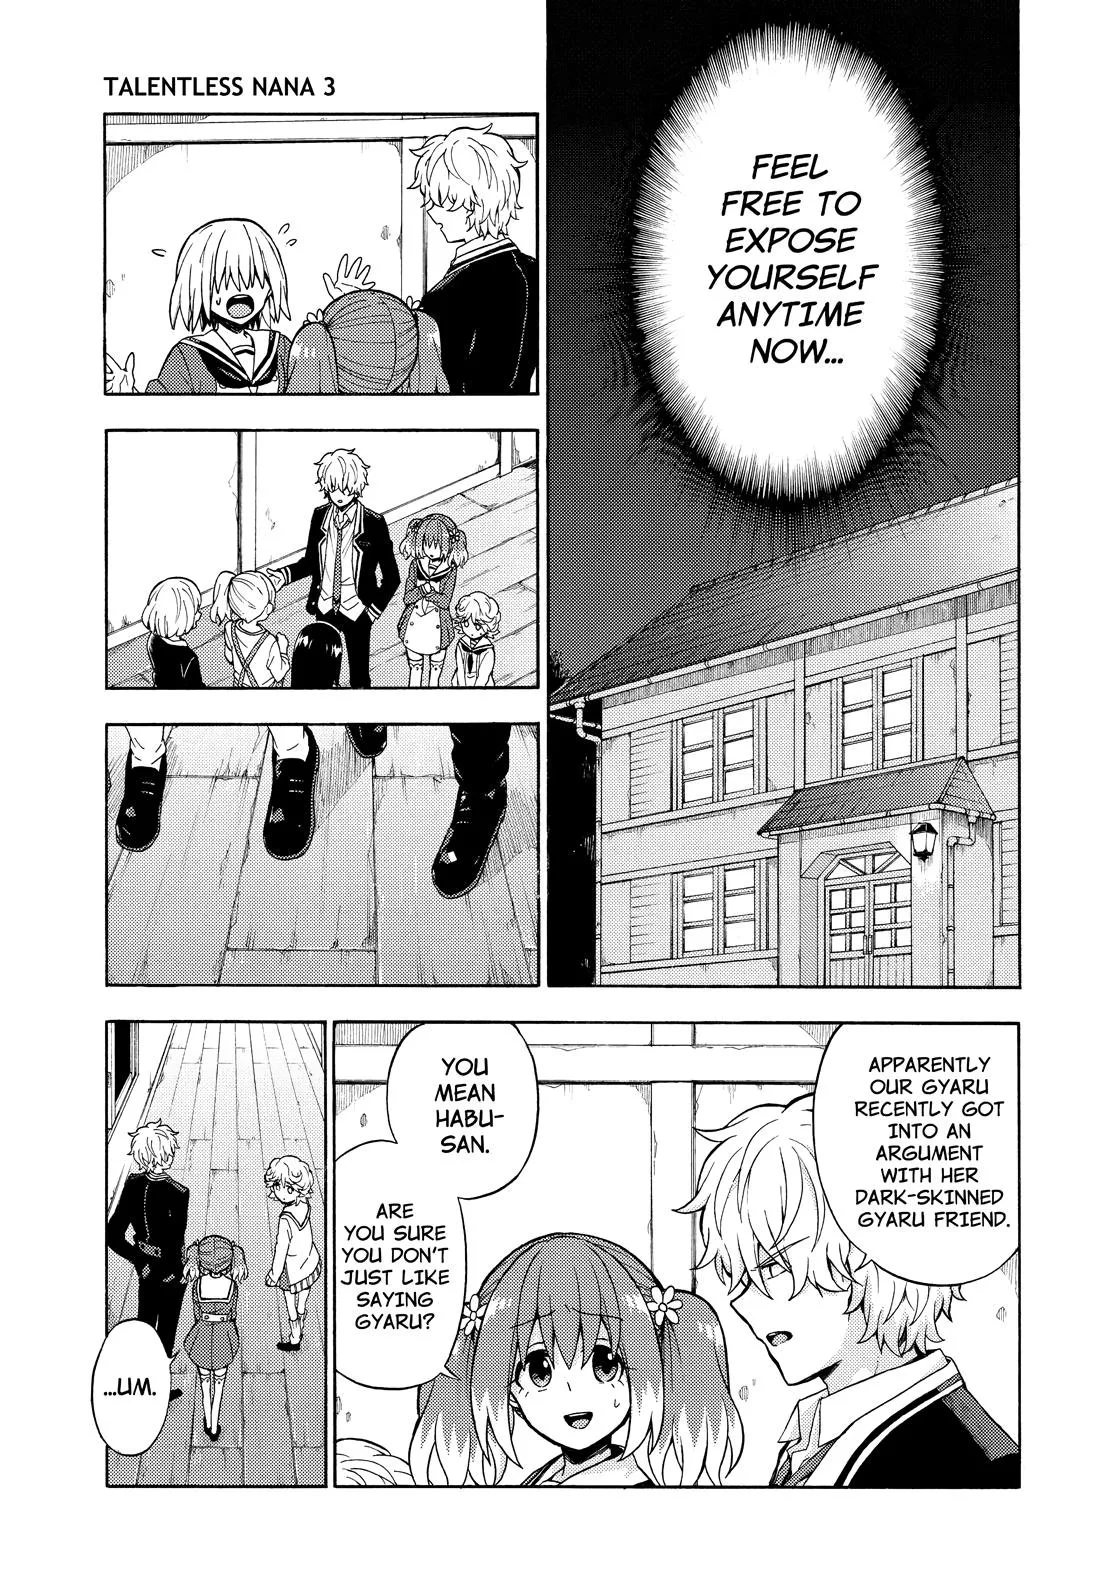 TALENTLESS NANA 3
FEEL
FREE TO
EXPOSE
YOURSELF
ANYTIME
NOW...
APPARENTLY
OUR GYARU
RECENTLY GOT
INTO AN
ARGUMENT
WITH HER
DARK-SKINNED
GYARU FRIEND.
YOU
MEAN
HABU-
SAN.
ARE
YOU SURE
YOU DON'T
JUST LIKE
SAYING
GYARU?
...UM.